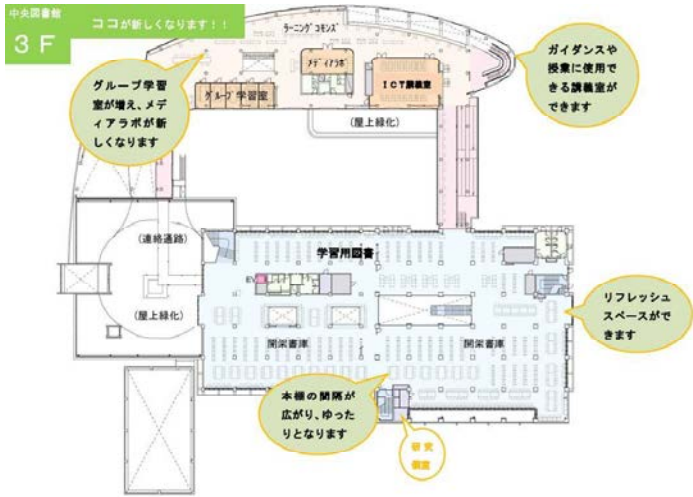 中央図書館
3F
ココが新しくなります!!
ラーニングコモンズ
メディアラボ
グループ学習室
ICT講義室
ガイダンスや
授業に使用で
きる講義室が
できます
グループ学習
室が増え、メデ
ィアラボが新
しくなります
(屋上緑化)
(連絡通路)
学習用図書
EV
(屋上緑化)
開架書庫
開架書庫
リフレッシュ
スペースがで
きます
本棚の間隔が
広がり、ゆった
りとなります
研究
個室